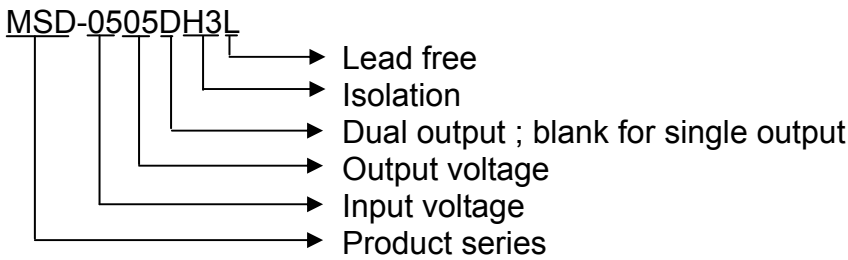 MSD-0505DH3L
Lead free
Isolation
Dual output ; blank for single output
Output voltage
Input voltage
Product series